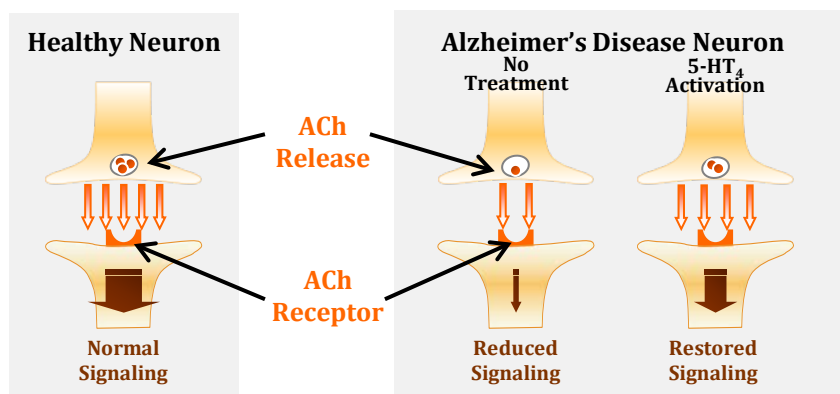 Healthy Neuron
Alzheimer’s Disease Neuron
No
Treatment
5-HT₄
Activation
ACh
Release
ACh
Receptor
Normal
Signaling
Reduced
Signaling
Restored
Signaling